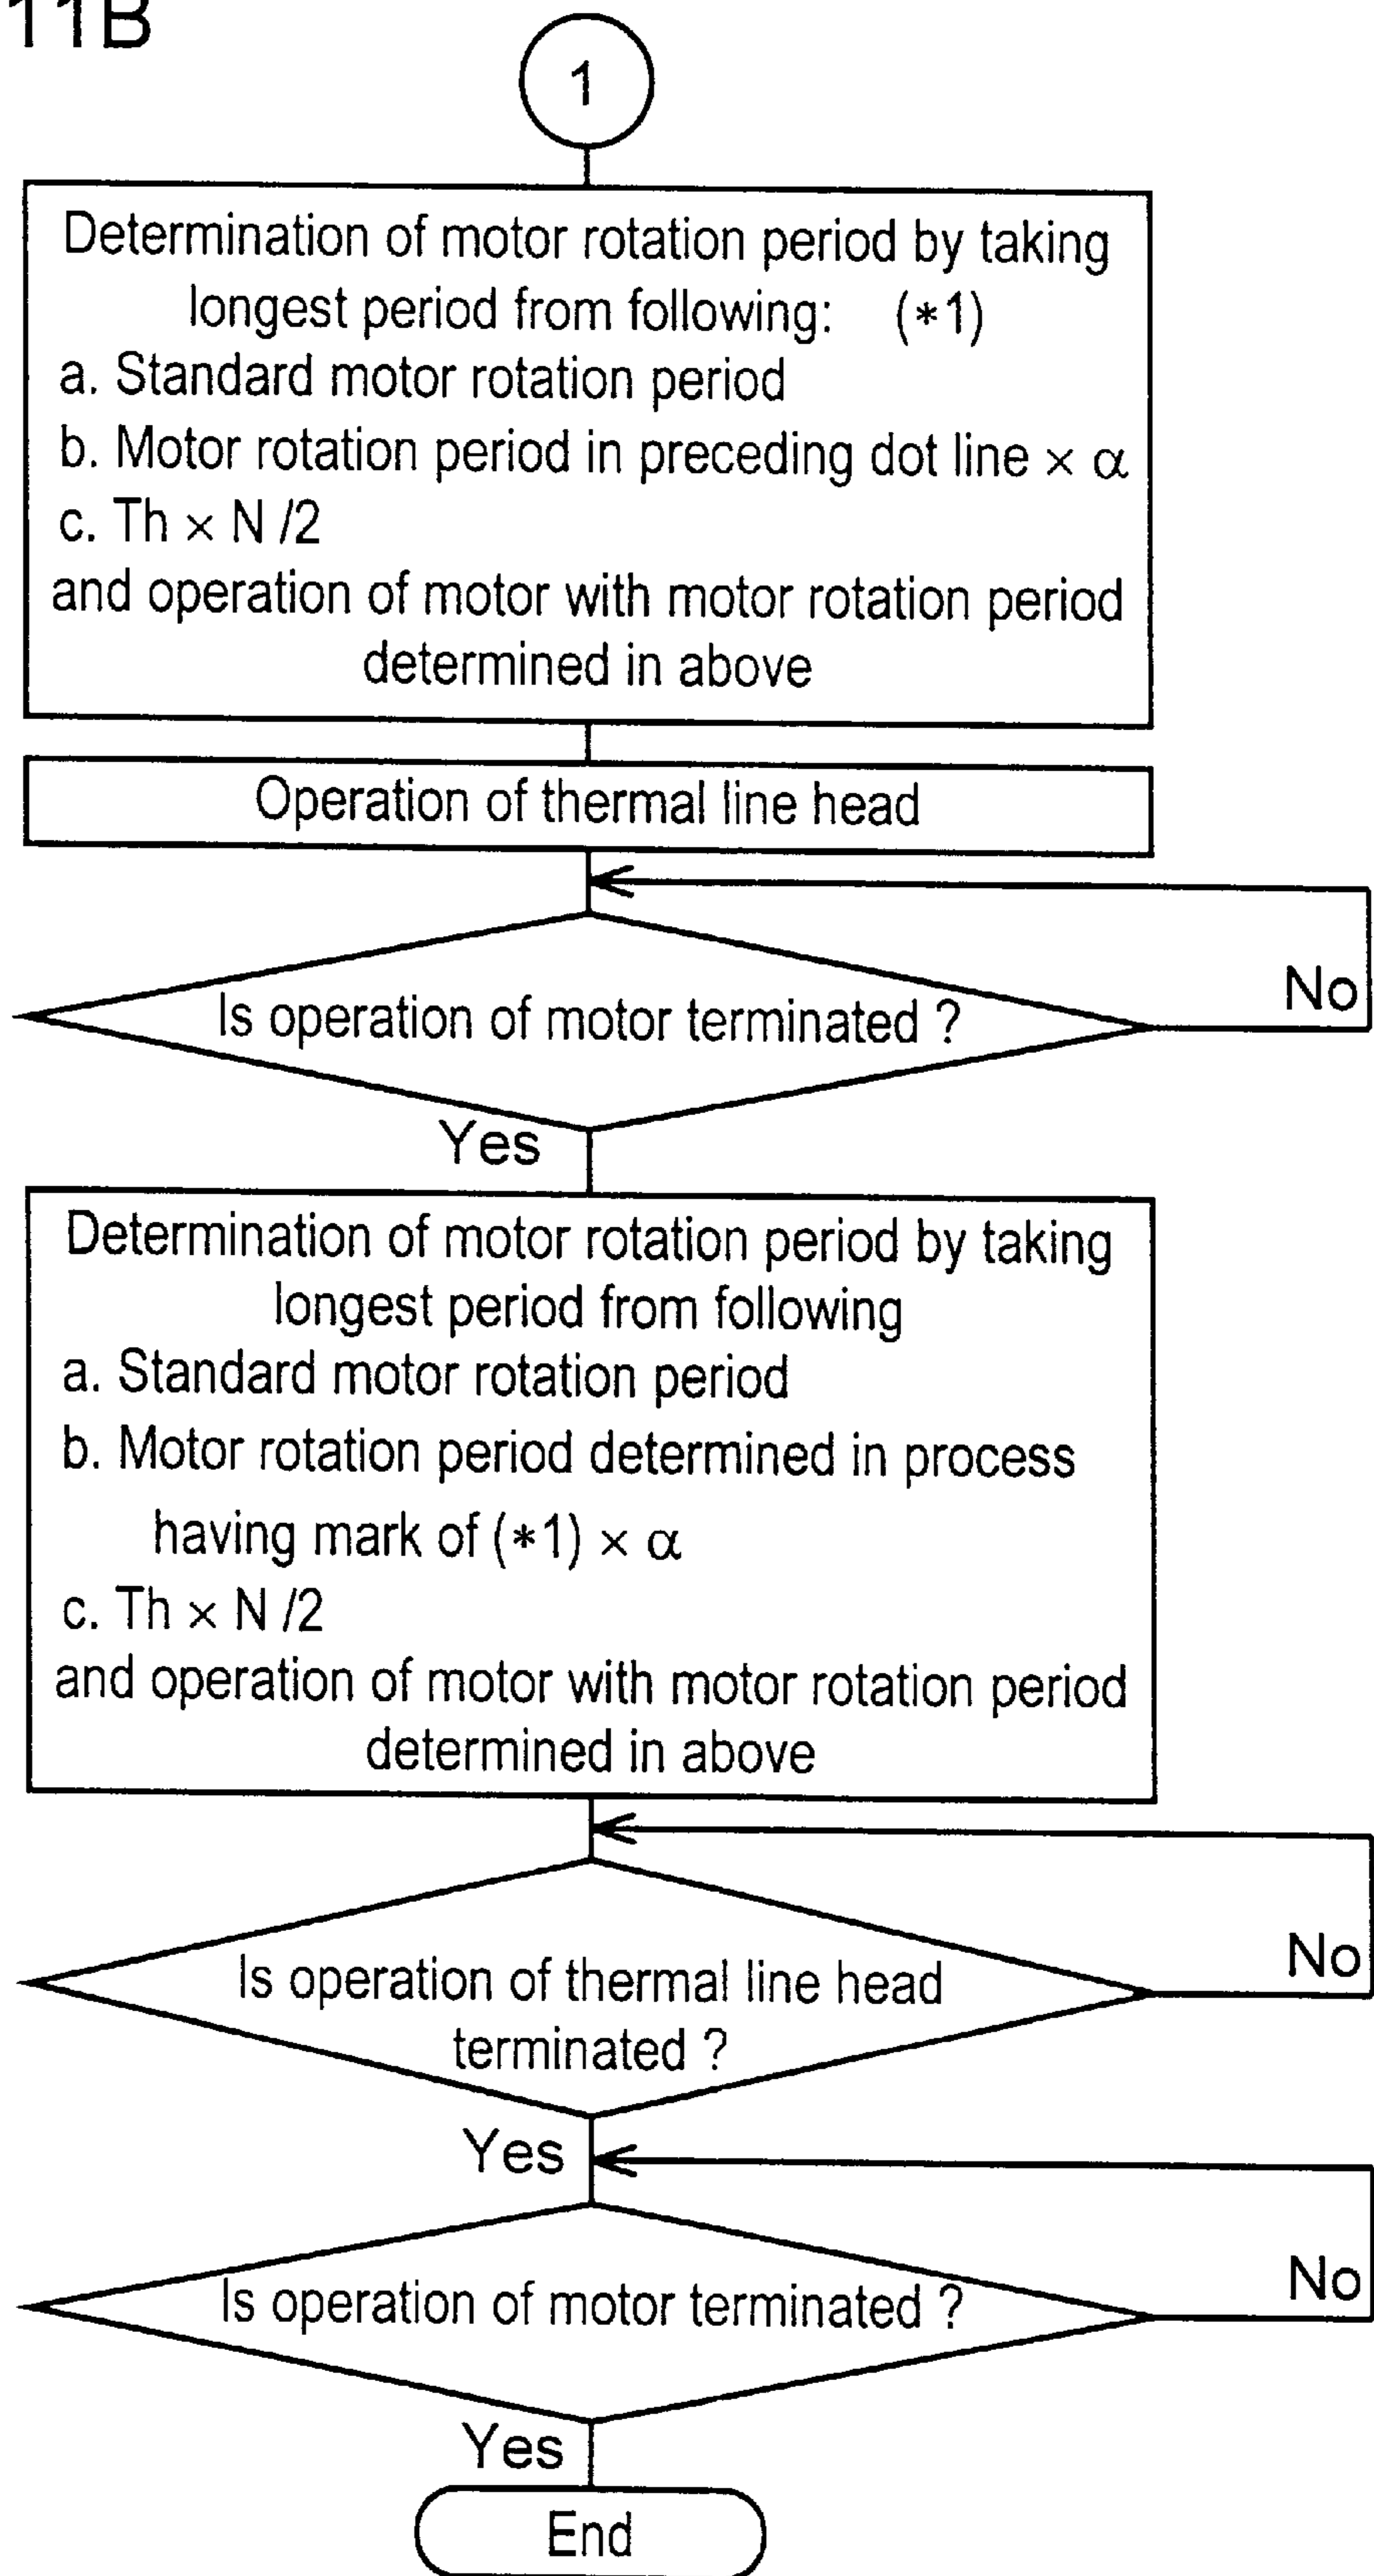 11B
1
Determination of motor rotation period by taking
longest period from following: (*1)
a. Standard motor rotation period
b. Motor rotation period in preceding dot line × α
c. Th × N /2
and operation of motor with motor rotation period
determined in above
Operation of thermal line head
No
Is operation of motor terminated ?
Yes
Determination of motor rotation period by taking
longest period from following
a. Standard motor rotation period
b. Motor rotation period determined in process
having mark of (*1) × α
c. Th × N /2
and operation of motor with motor rotation period
determined in above
No
Is operation of thermal line head
terminated ?
Yes
No
Is operation of motor terminated ?
Yes
End